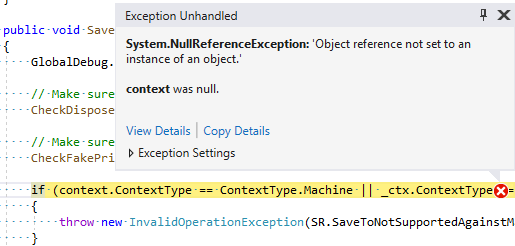 Exception Unhandled
System.NullReferenceException: 'Object reference not set to an
instance of an object.'
context was null.
View Details | Copy Details
Exception Settings
public void Save
{
GlobalDebug.
// Make sure
CheckDispose
// Make sure
CheckFakePri
if (context.ContextType == ContextType.Machine || _ctx.ContextType =
{
throw new InvalidOperationException(SR.SaveToNotSupportedAgainstM
}